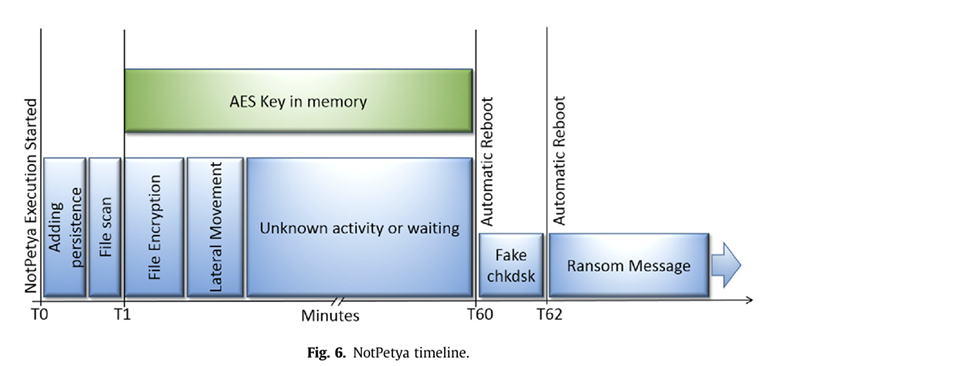 NotPetya Execution Started
AES Key in memory
Adding
persistence
File scan
File Encryption
Lateral Movement
Unknown activity or waiting
Automatic Reboot
Fake
chkdsk
Automatic Reboot
Ransom Message
T0
T1
Minutes
T60
T62
Fig. 6. NotPetya timeline.